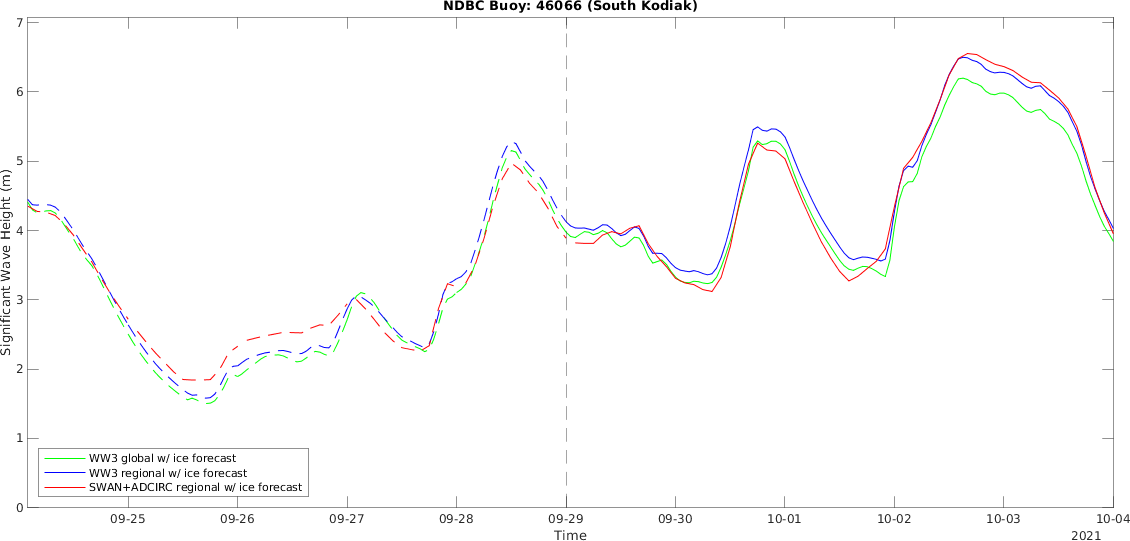 NDBC Buoy: 46066 (South Kodiak)
Significant Wave Height (m)
7
6
5
4
3
2
1
0
WW3 global w/ ice forecast
WW3 regional w/ ice forecast
SWAN+ADCIRC regional w/ ice forecast
09-25 09-26 09-27 09-28 09-29 09-30 10-01 10-02 10-03 10-04
Time
2021